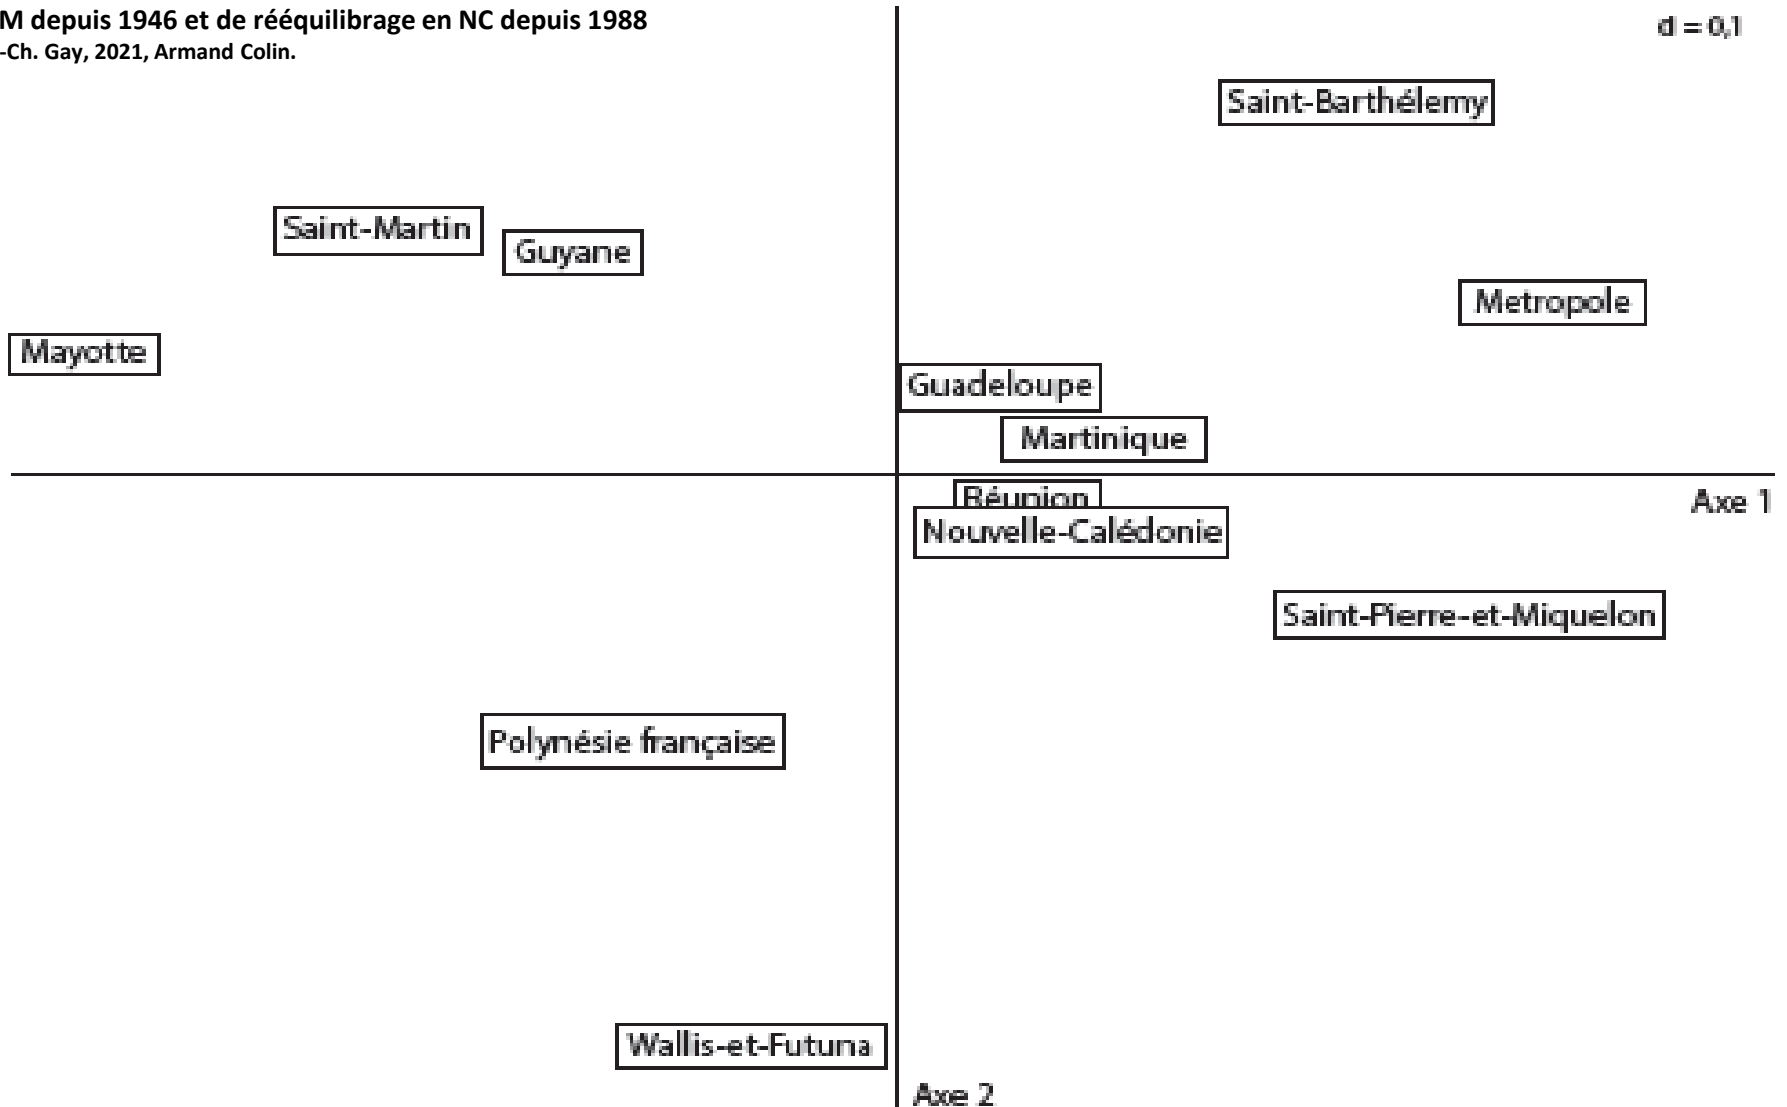 M depuis 1946 et de rééquilibrage en NC depuis 1988
-Ch. Gay, 2021, Armand Colin.
d = 0,1
Saint-Barthélemy
Saint-Martin
Guyane
Metropole
Mayotte
Guadeloupe
Martinique
Réunion
Axe 1
Nouvelle-Calédonie
Saint-Pierre-et-Miquelon
Polynésie française
Wallis-et-Futuna
Axe 2